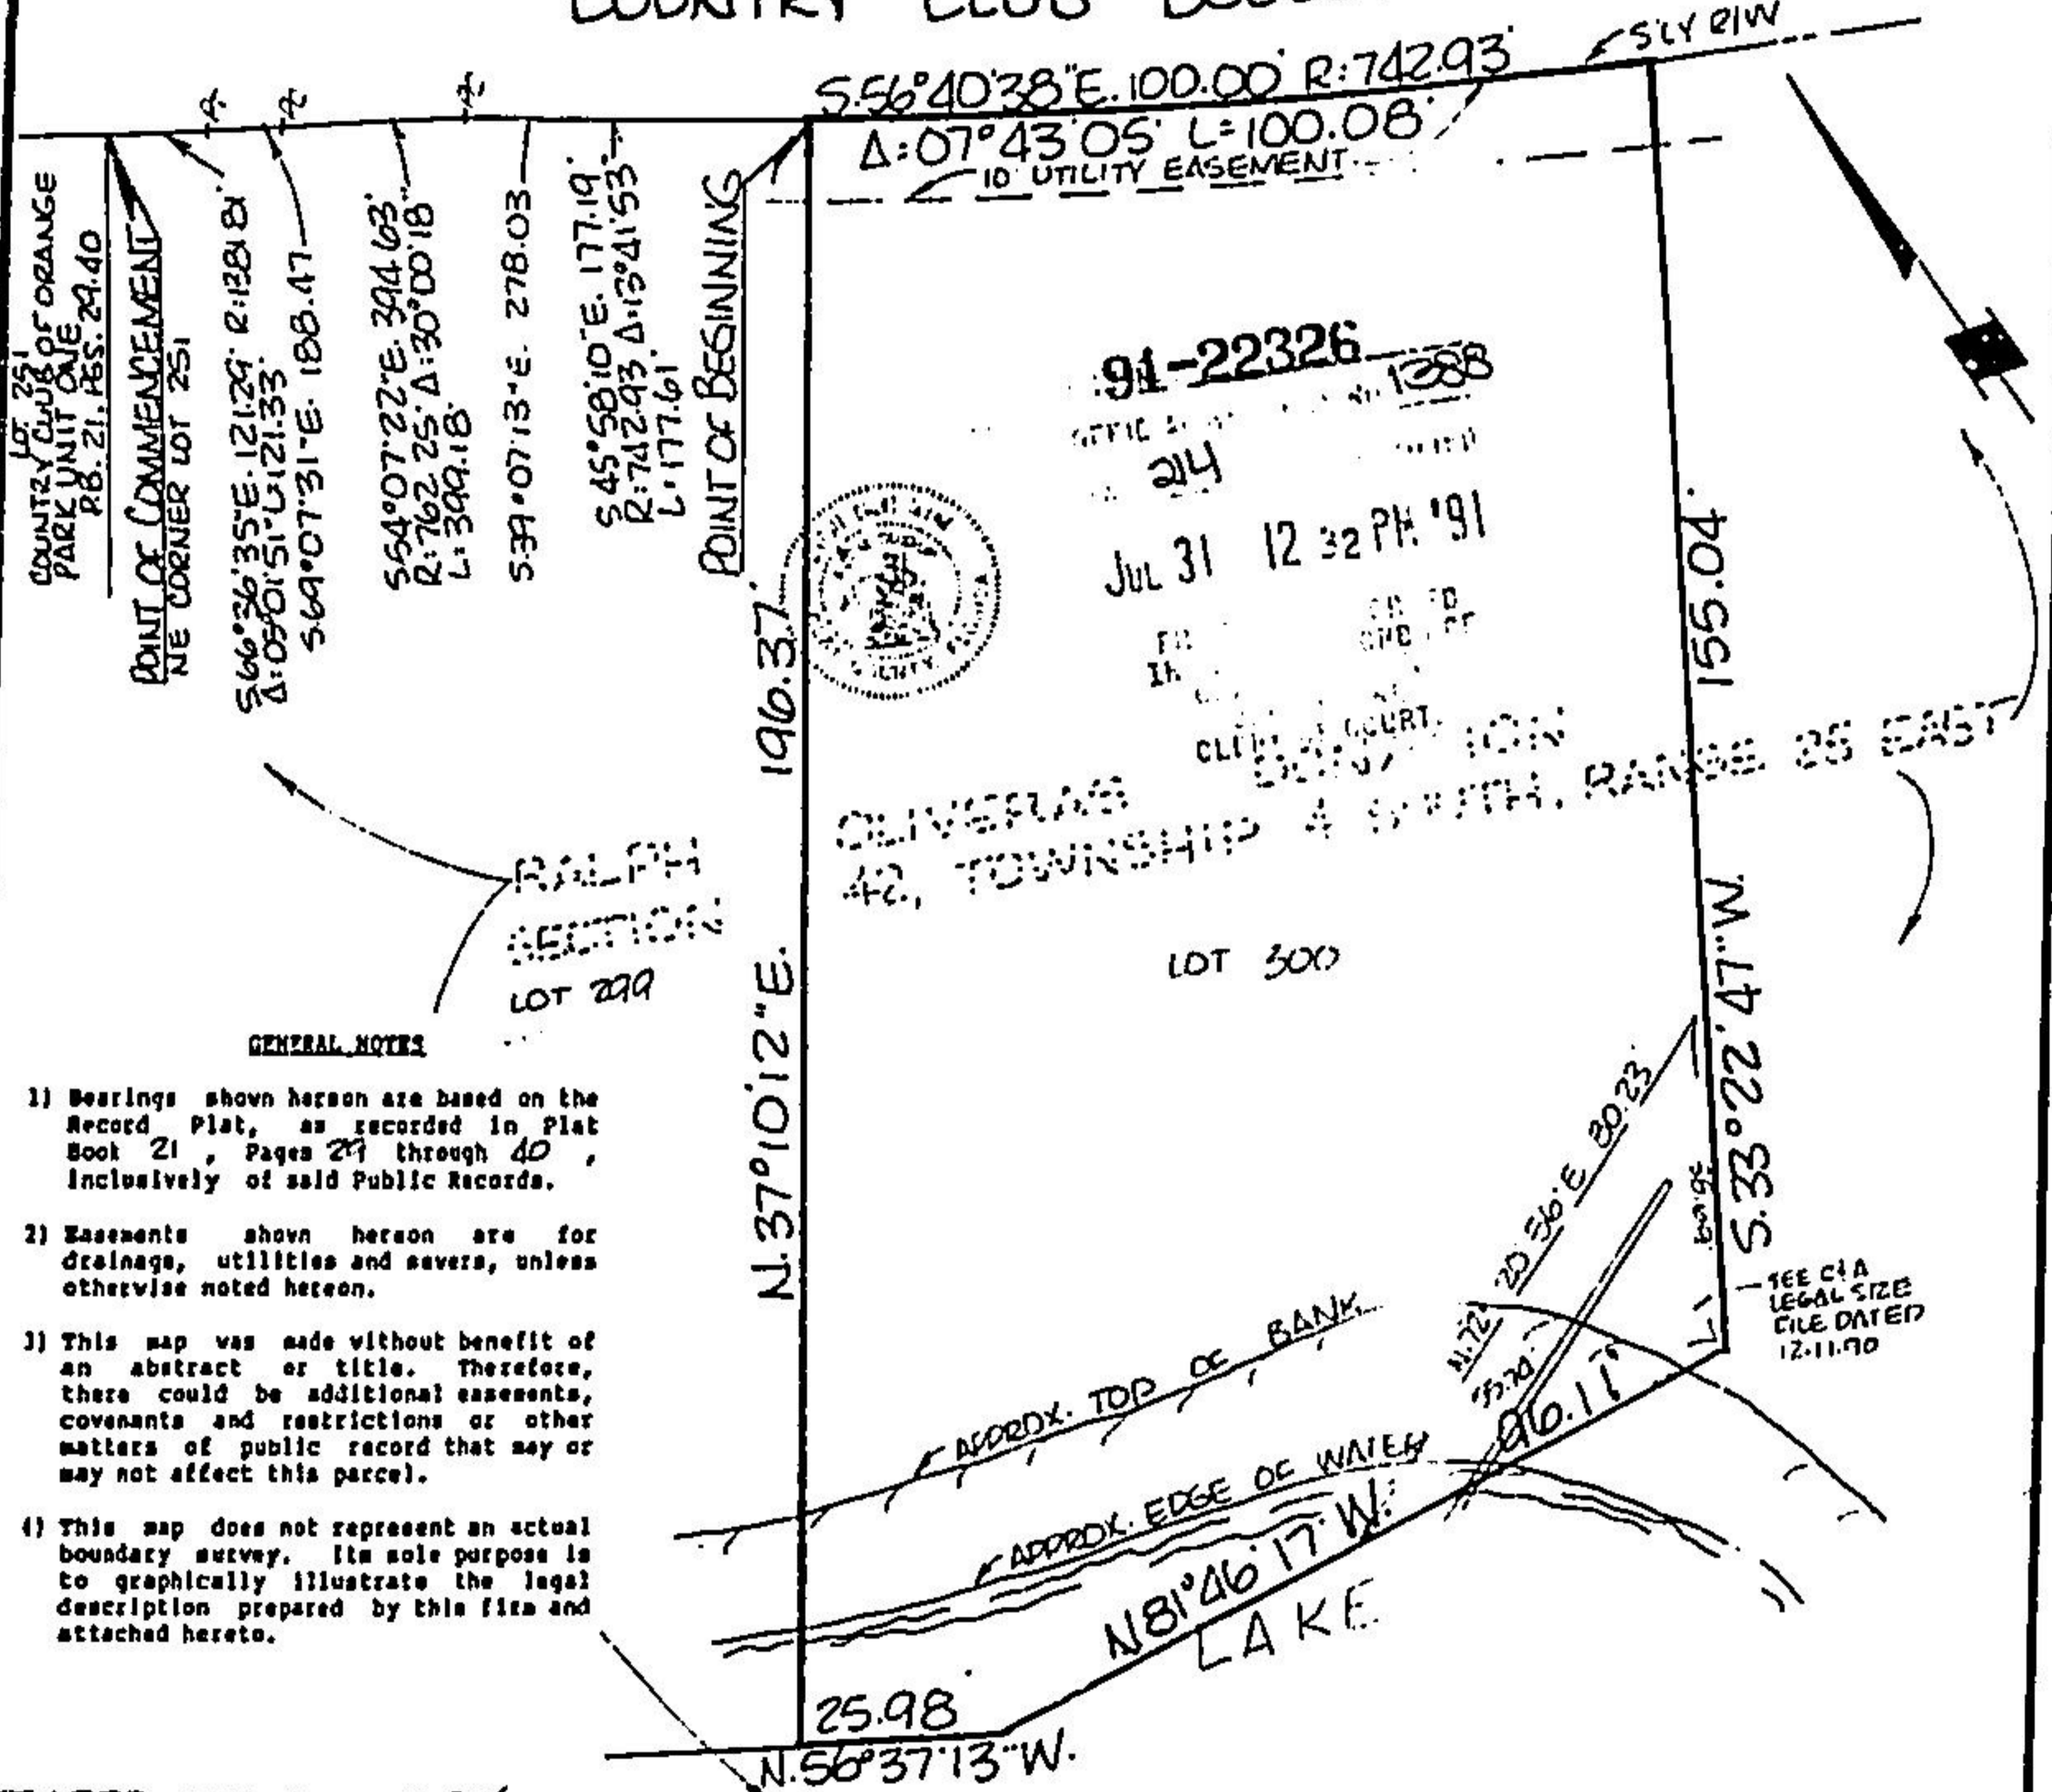 COUNTRY CLUB
S'LY R/W
S.56°40'38"E. 100.00' R:742.93'
Δ:07°43'05" L=100.08'
10' UTILITY EASEMENT
LOT 251
COUNTRY CLUB OF ORANGE
PARK UNIT ONE
P.B. 21, PGS. 29-40
POINT OF COMMENCEMENT
NE CORNER LOT 251
S66°36'35"E. 121.29' R:1381.81'
Δ:05°01'51" L:121.33'
S69°07'31"E. 188.47
S54°07'22"E. 394.63'
R:762.25' Δ:30°00'18"
L:399.18'
S39°07'13"E. 278.03
S45°58'10"E. 177.19'
R:742.93' Δ:13°41'53"
L:177.61'
POINT OF BEGINNING
91-22326
1388
214
JUL 31 12 32 PM '91
CLERK COURT
196.37'
N.37°10'12"E.
155.04'
S.33°22'47"W.
RALPH OLIVERAS DONATION
SECTION 42, TOWNSHIP 4 SOUTH, RANGE 25 EAST
LOT 299
LOT 300
GENERAL NOTES
1) Bearings shown hereon are based on the
Record Plat, as recorded in Plat
Book 21, Pages 29 through 40,
Inclusively of said Public Records.
2) Easements shown hereon are for
drainage, utilities and sewers, unless
otherwise noted hereon.
3) This map was made without benefit of
an abstract or title. Therefore,
there could be additional easements,
covenants and restrictions or other
matters of public record that may or
may not affect this parcel.
4) This map does not represent an actual
boundary survey. Its sole purpose is
to graphically illustrate the legal
description prepared by this firm and
attached hereto.
N.72° 20' 56" E 30.23'
SEE C&A
LEGAL SIZE
FILE DATED
12-11-90
APPROX. TOP OF BANK
APPROX. EDGE OF WATER
96.11'
N81°46'17"W.
LAKE
25.98'
N.56°37'13"W.